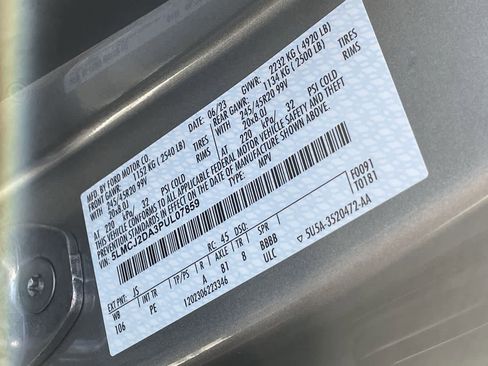 MFD. BY FORD MOTOR CO.
DATE: 06/23 GVWR: 2232 KG ( 4920 LB)
FRONT GAWR: 1152 KG ( 2540 LB) REAR GAWR: 1134 KG ( 2500 LB)
245/45R20 99V TIRES WITH 245/45R20 99V TIRES
20x8.0J RIMS 20x8.0J RIMS
AT 220 kPa/ 32 PSI COLD AT 220 kPa/ 32 PSI COLD
THIS VEHICLE CONFORMS TO ALL APPLICABLE FEDERAL MOTOR VEHICLE SAFETY AND THEFT
PREVENTION STANDARDS IN EFFECT ON THE DATE OF MANUFACTURE SHOWN ABOVE.
VIN: 5LMCJ2DA3PUL07859
TYPE: MPV
F0091
T0181
EXT PNT: JS RC: 45 DSO:
WB INT TR TP/PS R AXLE TR SPR
106 PE A 81 B BBBB
1202306223346 ULC
5USA-3520472-AA